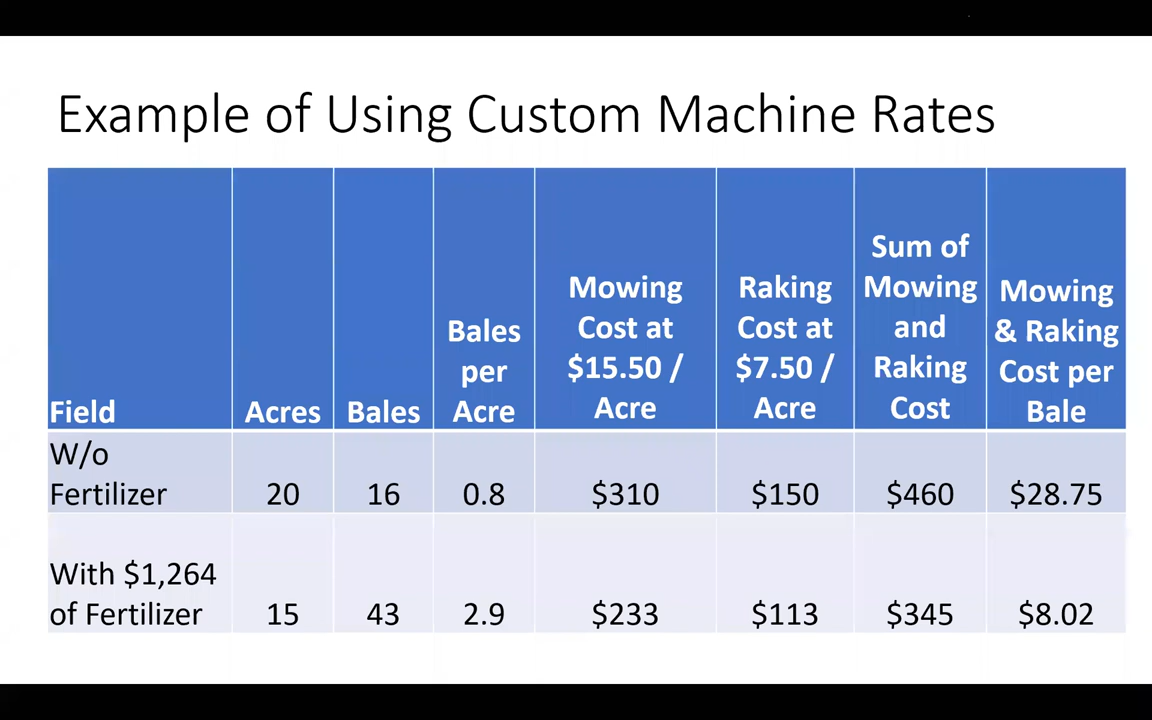 Example of Using Custom Machine Rates
Field
Acres
Bales
Bales
per
Acre
Mowing
Cost at
$15.50 /
Acre
Raking
Cost at
$7.50 /
Acre
Sum of
Mowing
and
Raking
Cost
Mowing
& Raking
Cost per
Bale
W/o
Fertilizer 20 16 0.8 $310 $150 $460 $28.75
With $1,264
of Fertilizer 15 43 2.9 $233 $113 $345 $8.02